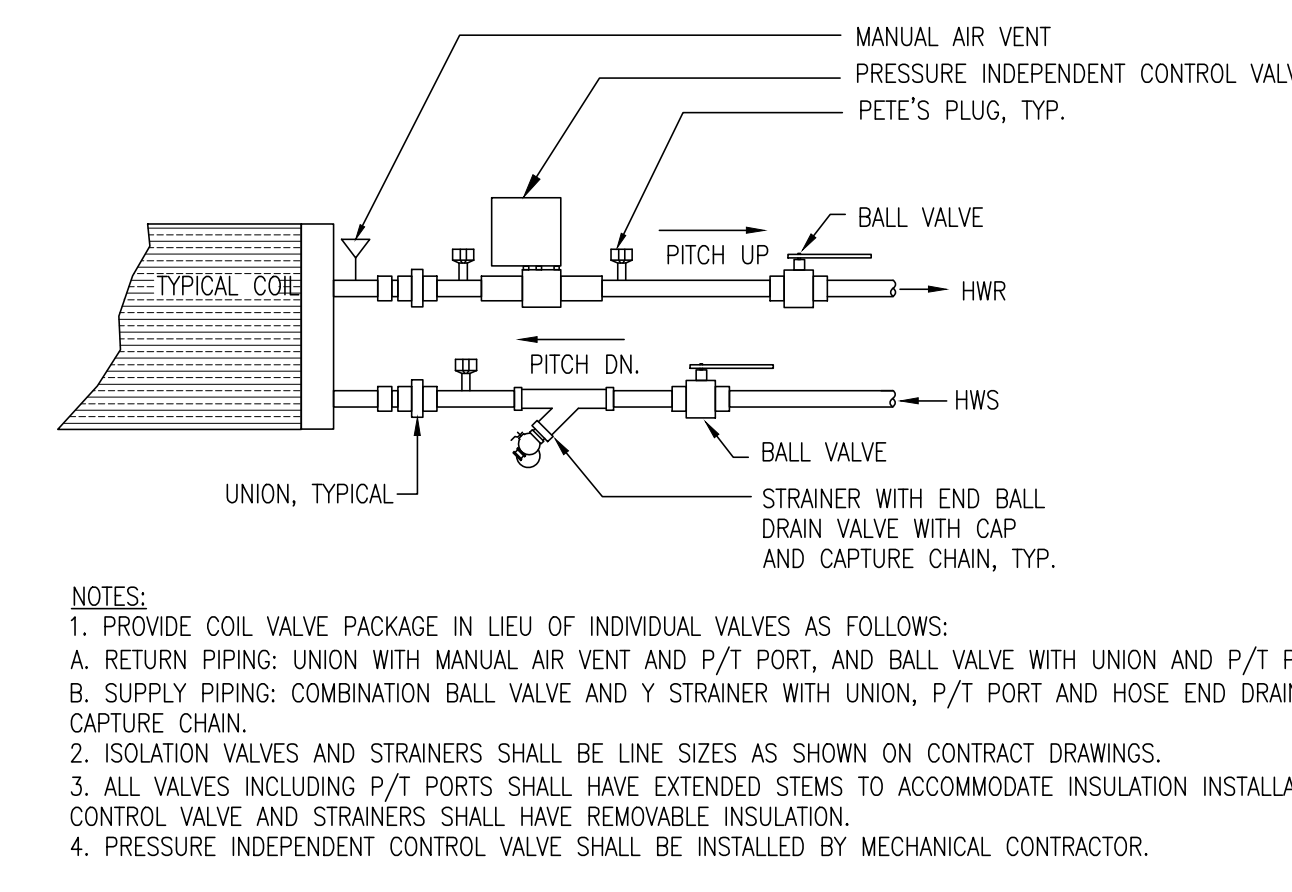 MANUAL AIR VENT
PRESSURE INDEPENDENT CONTROL
PETE'S PLUG, TYP.
BALL VALVE
PITCH UP
TYPICAL COIL
HWR
PITCH DN.
HWS
BALL VALVE
UNION, TYPICAL
STRAINER WITH END BALL
DRAIN VALVE WITH CAP
AND CAPTURE CHAIN, TYP.
NOTES:
1. PROVIDE COIL VALVE PACKAGE IN LIEU OF INDIVIDUAL VALVES AS FOLLOWS:
A. RETURN PIPING: UNION WITH MANUAL AIR VENT AND P/T PORT, AND BALL VALVE WITH UNION AND P/T
B. SUPPLY PIPING: COMBINATION BALL VALVE AND Y STRAINER WITH UNION, P/T PORT AND HOSE END
CAPTURE CHAIN.
2. ISOLATION VALVES AND STRAINERS SHALL BE LINE SIZES AS SHOWN ON CONTRACT DRAWINGS.
3. ALL VALVES INCLUDING P/T PORTS SHALL HAVE EXTENDED STEMS TO ACCOMMODATE INSULATION
CONTROL VALVE AND STRAINERS SHALL HAVE REMOVABLE INSULATION.
4. PRESSURE INDEPENDENT CONTROL VALVE SHALL BE INSTALLED BY MECHANICAL CONTRACTOR.